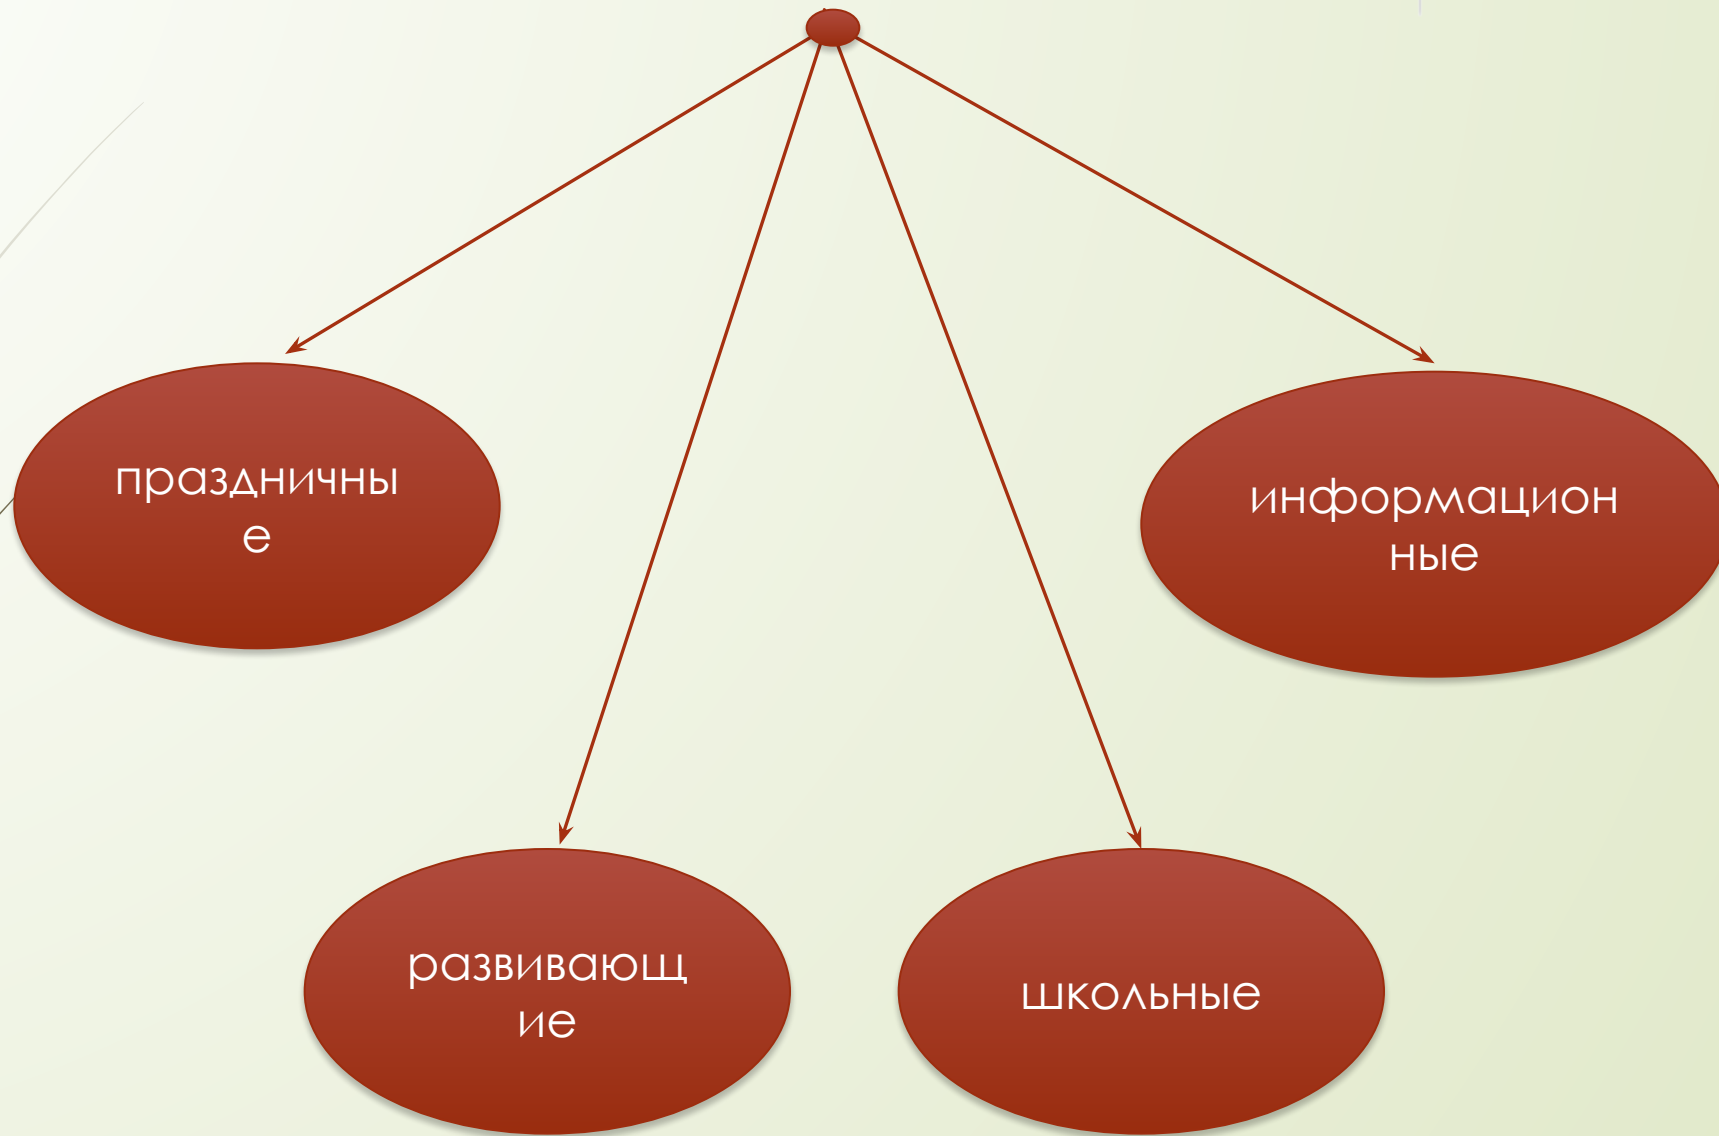 праздничны
е
информацион
ные
развивающ
ие
школьные